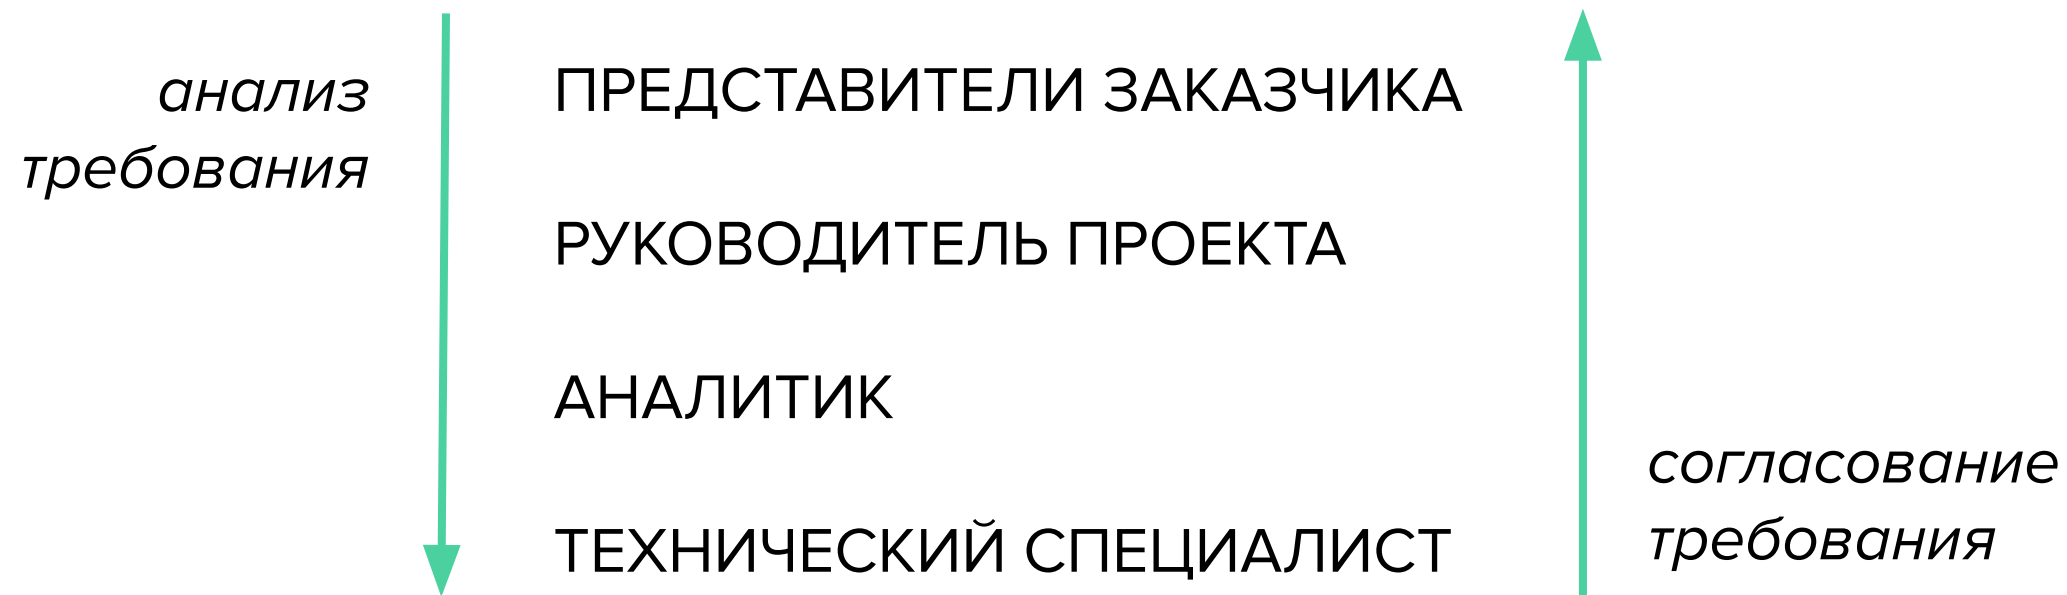 анализ
требования
ПРЕДСТАВИТЕЛИ ЗАКАЗЧИКА
РУКОВОДИТЕЛЬ ПРОЕКТА
АНАЛИТИК
ТЕХНИЧЕСКИЙ СПЕЦИАЛИСТ
согласование
требования